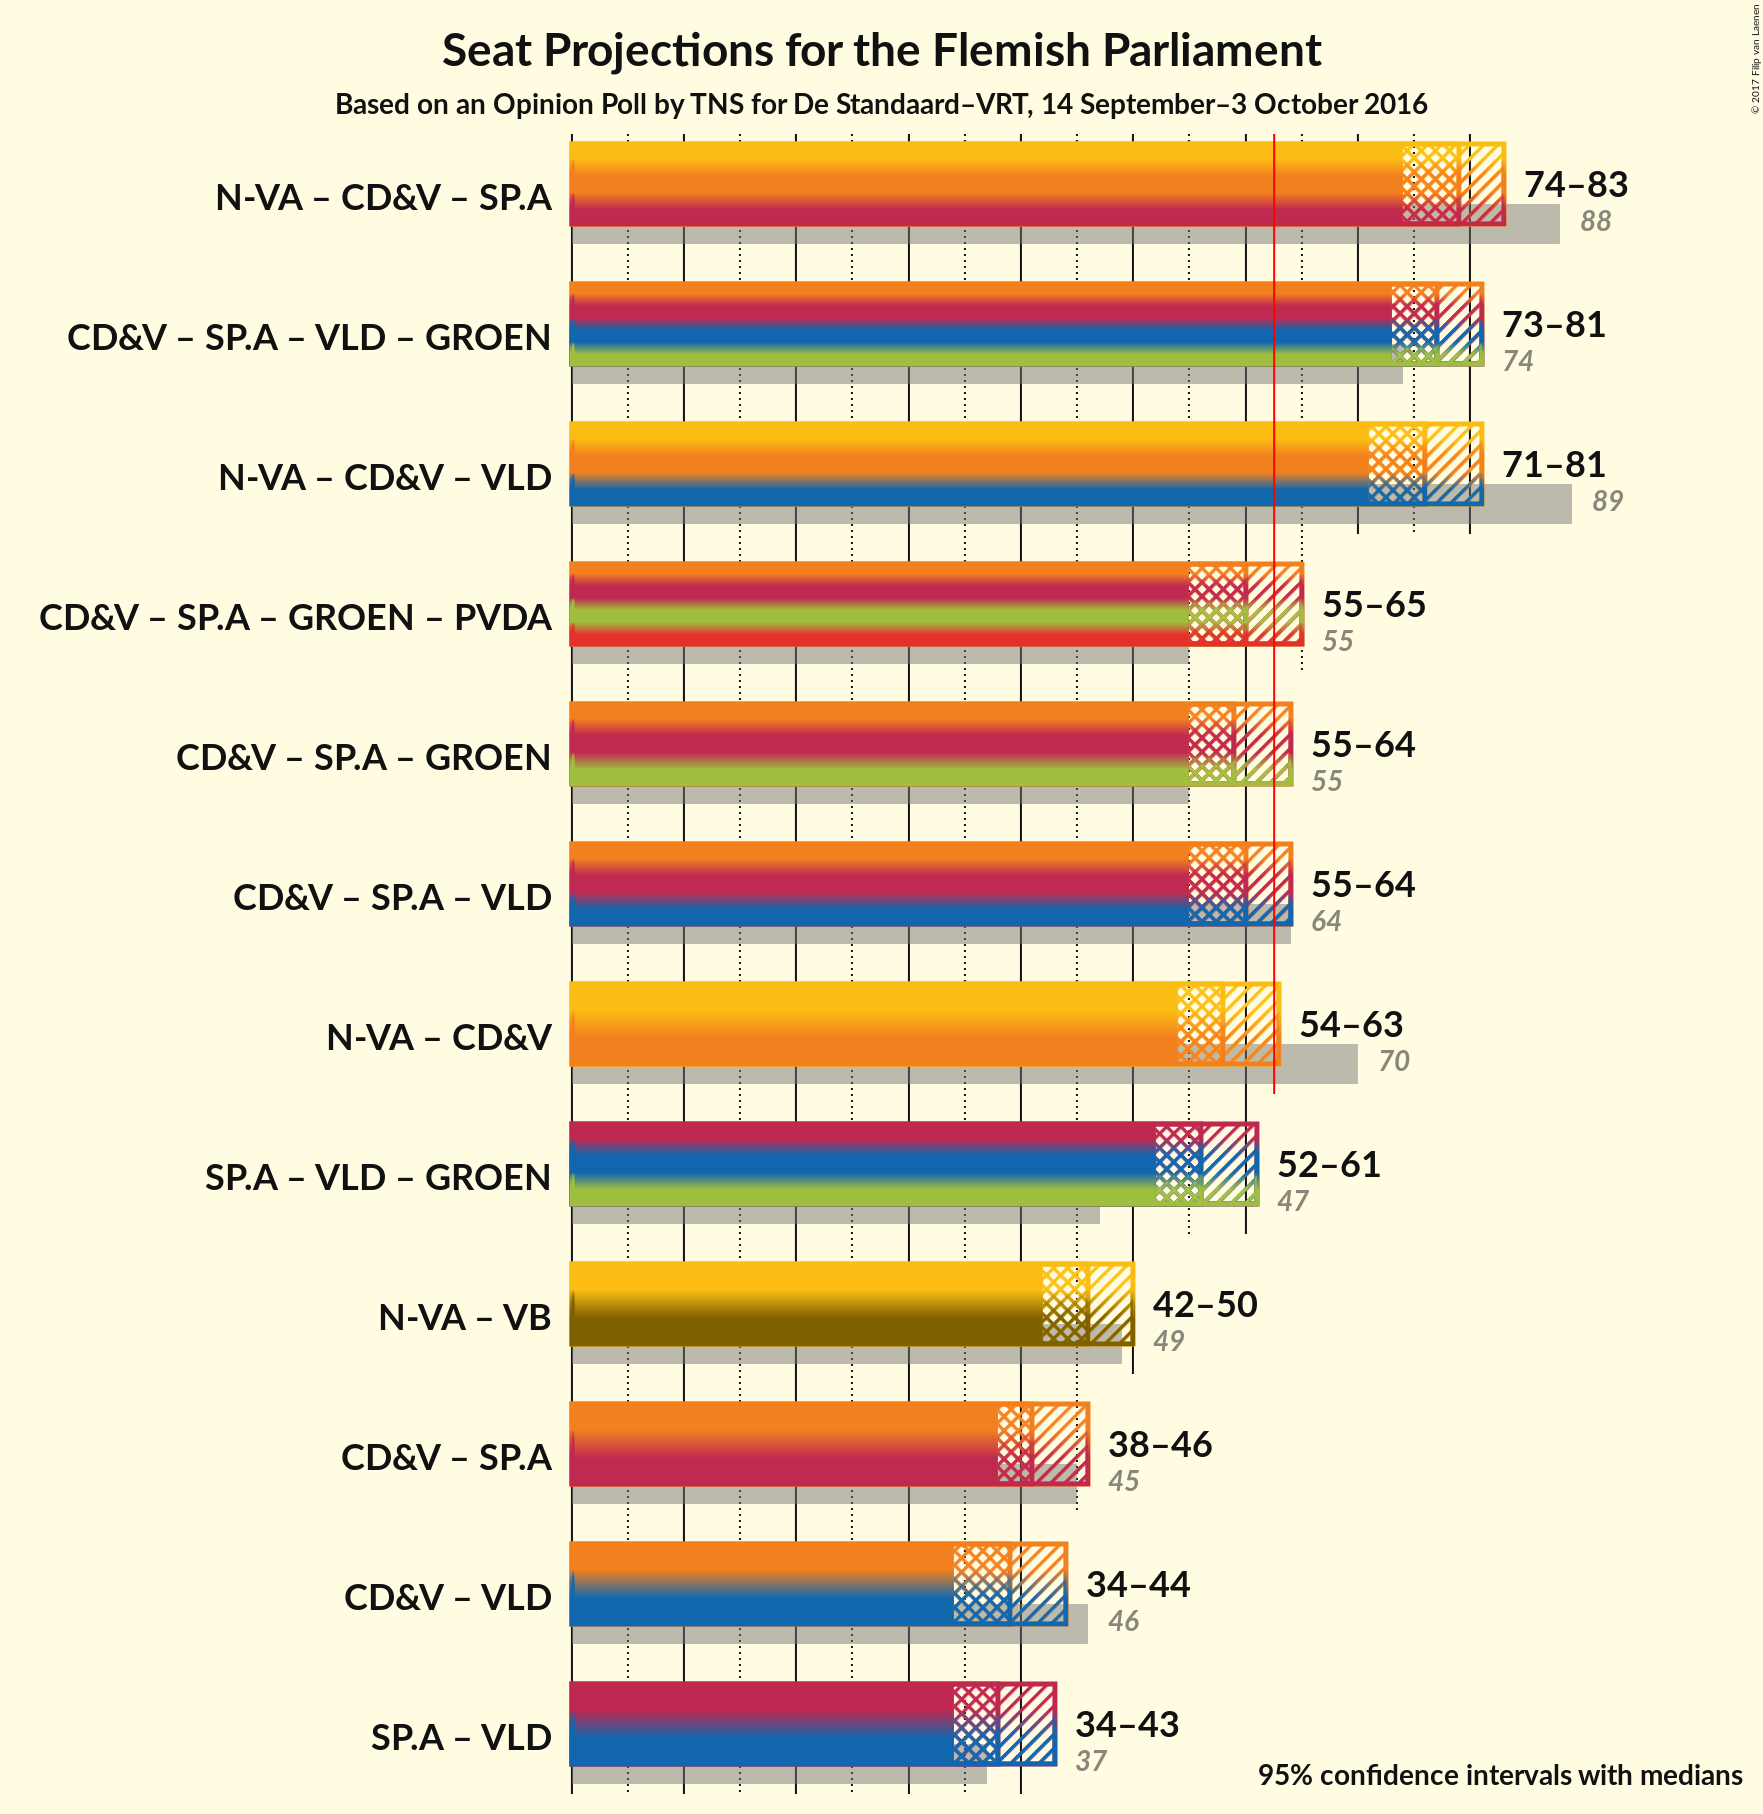 Seat Projections for the Flemish Parliament
Based on an Opinion Poll by TNS for De Standaard–VRT, 14 September–3 October 2016
© 2017 Filip van Laenen
N-VA – CD&V – SP.A
74–83
88
CD&V – SP.A – VLD – GROEN
73–81
74
N-VA – CD&V – VLD
71–81
89
CD&V – SP.A – GROEN – PVDA
55–65
55
CD&V – SP.A – GROEN
55–64
55
CD&V – SP.A – VLD
55–64
64
N-VA – CD&V
54–63
70
SP.A – VLD – GROEN
52–61
47
N-VA – VB
42–50
49
CD&V – SP.A
38–46
45
CD&V – VLD
34–44
46
SP.A – VLD
34–43
37
95% confidence intervals with medians